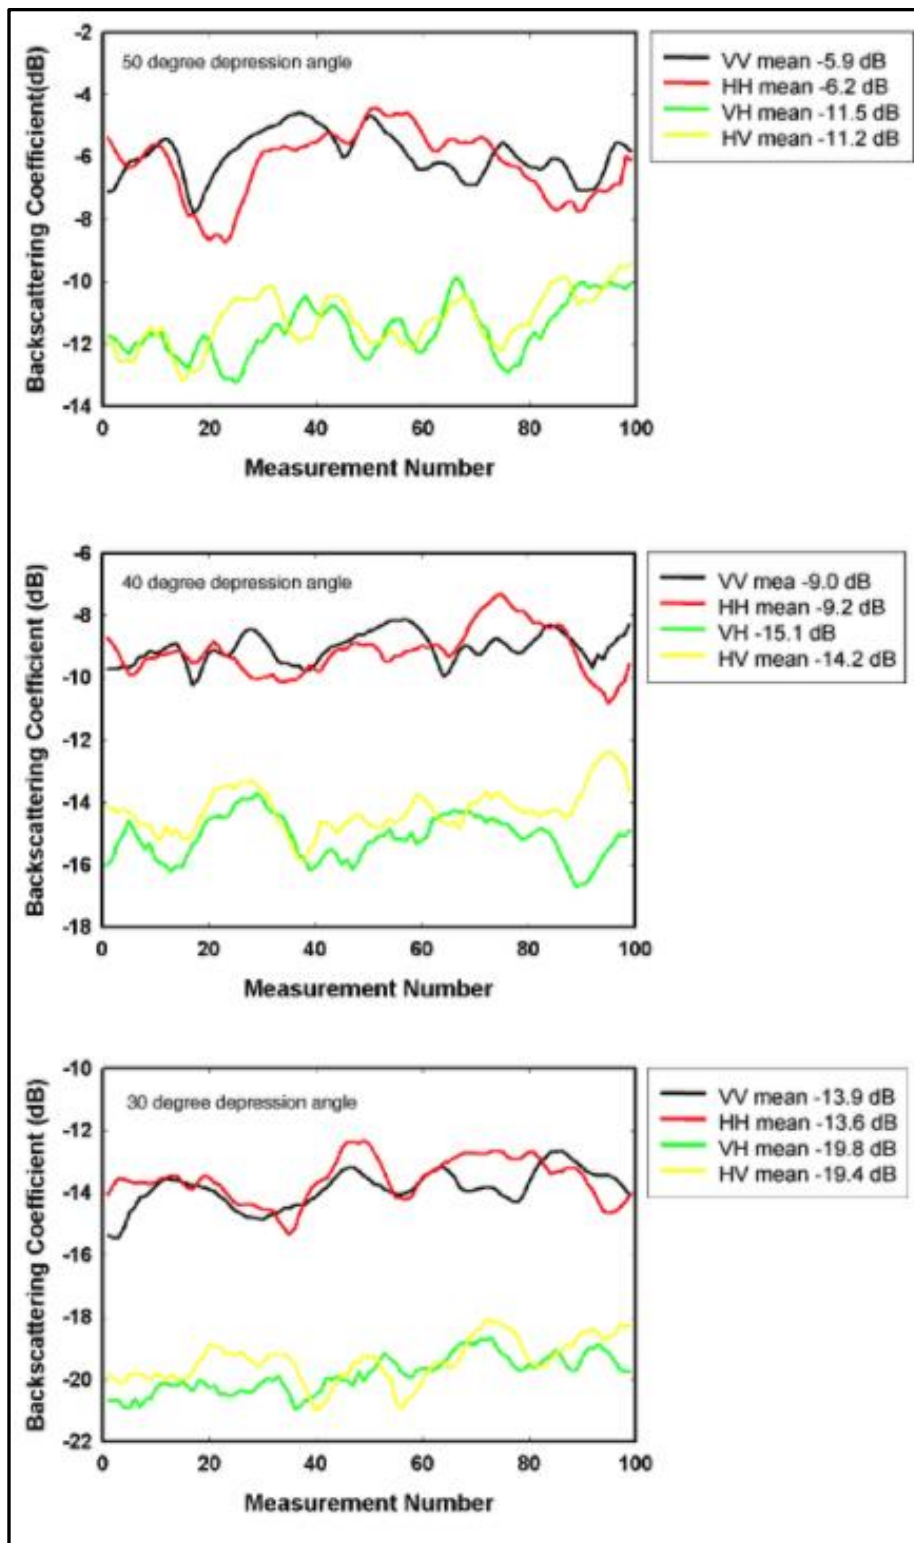 50 degree depression angle
Backscattering Coefficient(dB)
-2
-4
-6
-8
-10
-12
-14
0 20 40 60 80 100
Measurement Number
VV mean -5.9 dB
HH mean -6.2 dB
VH mean -11.5 dB
HV mean -11.2 dB
40 degree depression angle
Backscattering Coefficient (dB)
-6
-8
-10
-12
-14
-16
-18
0 20 40 60 80 100
Measurement Number
VV mea -9.0 dB
HH mean -9.2 dB
VH -15.1 dB
HV mean -14.2 dB
30 degree depression angle
Backscattering Coefficient (dB)
-10
-12
-14
-16
-18
-20
-22
0 20 40 60 80 100
Measurement Number
VV mean -13.9 dB
HH mean -13.6 dB
VH mean -19.8 dB
HV mean -19.4 dB